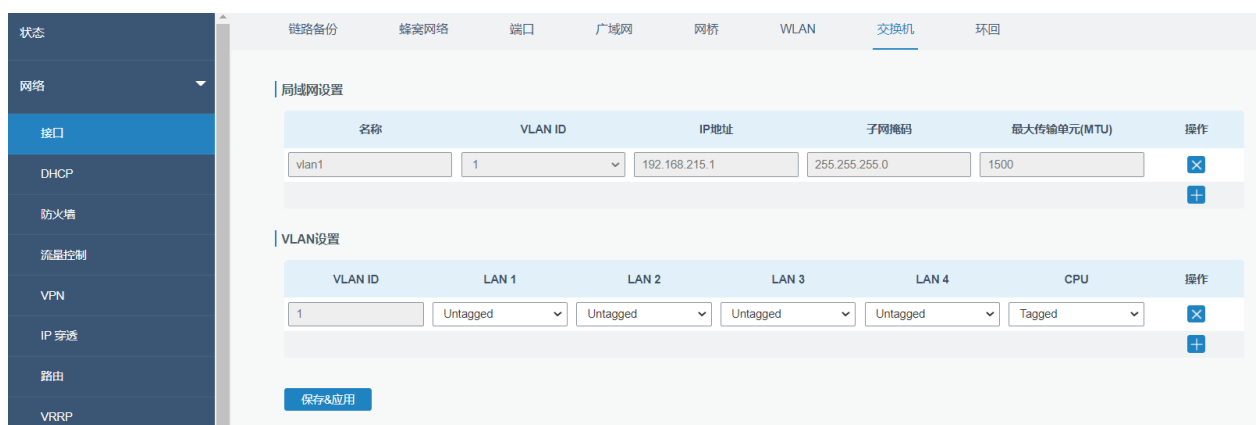 状态
链路备份 蜂窝网络 端口 广域网 网桥 WLAN 交换机 环回
网络
接口
DHCP
防火墙
流量控制
VPN
IP 穿透
路由
VRRP
局域网设置
名称 VLAN ID IP地址 子网掩码 最大传输单元(MTU) 操作
vlan1 1 192.168.215.1 255.255.255.0 1500
VLAN设置
VLAN ID LAN 1 LAN 2 LAN 3 LAN 4 CPU 操作
1 Untagged Untagged Untagged Untagged Tagged
保存&应用